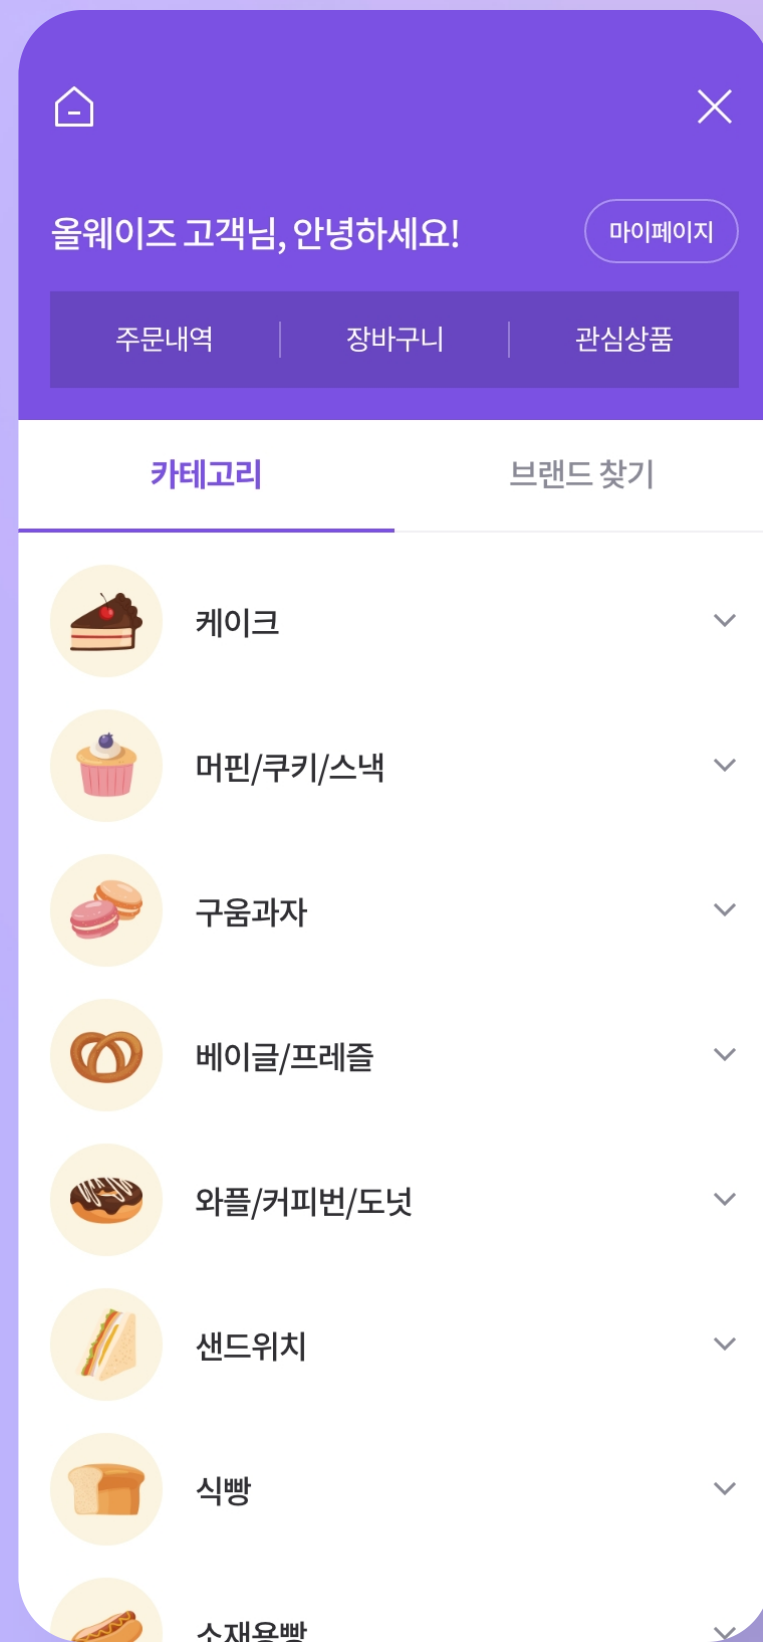 올웨이즈 고객님, 안녕하세요!
마이페이지
주문내역
장바구니
관심상품
카테고리
브랜드 찾기
케이크
머핀/쿠키/스낵
구움과자
베이글/프레즐
와플/커피번/도넛
샌드위치
식빵
소재용빵